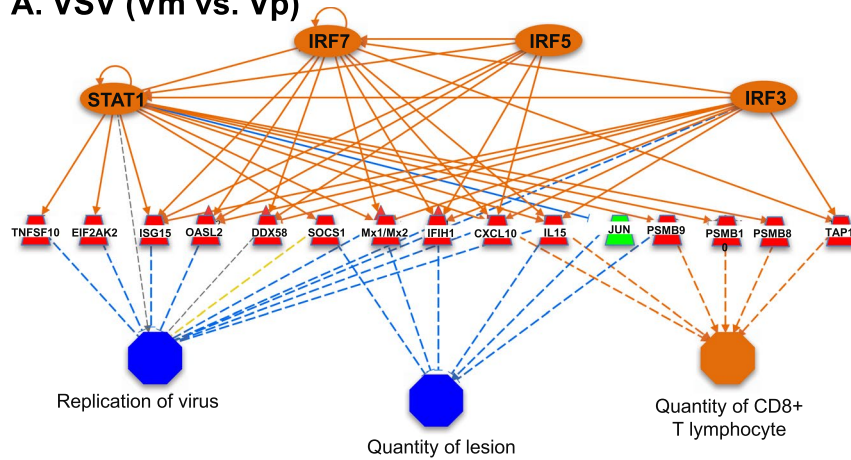 A. VSV (Vm vs. Vp)
IRF7
IRF5
STAT1
IRF3
TNFSF10
EIF2AK2
ISG15
OASL2
DDX58
SOCS1
Mx1/Mx2
IFIH1
CXCL10
IL15
JUN
PSMB9
PSMB1
0
PSMB8
TAP1
Replication of virus
Quantity of lesion
Quantity of CD8+
T lymphocyte